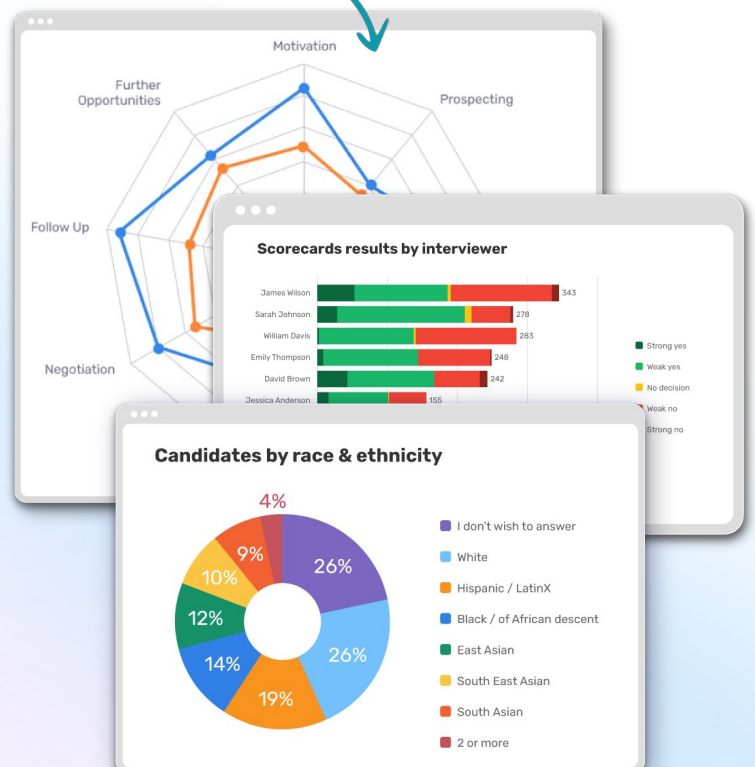 Motivation
Further
Opportunities
Prospecting
Follow Up
Negotiation
Scorecards results by interviewer
James Wilson
343
Sarah Johnson
278
William Davis
283
Emily Thompson
248
David Brown
242
Jessica Anderson
155
Strong yes
Weak yes
No decision
Weak no
Strong no
Candidates by race & ethnicity
4%
26%
26%
19%
14%
12%
10%
9%
I don't wish to answer
White
Hispanic / LatinX
Black / of African descent
East Asian
South East Asian
South Asian
2 or more